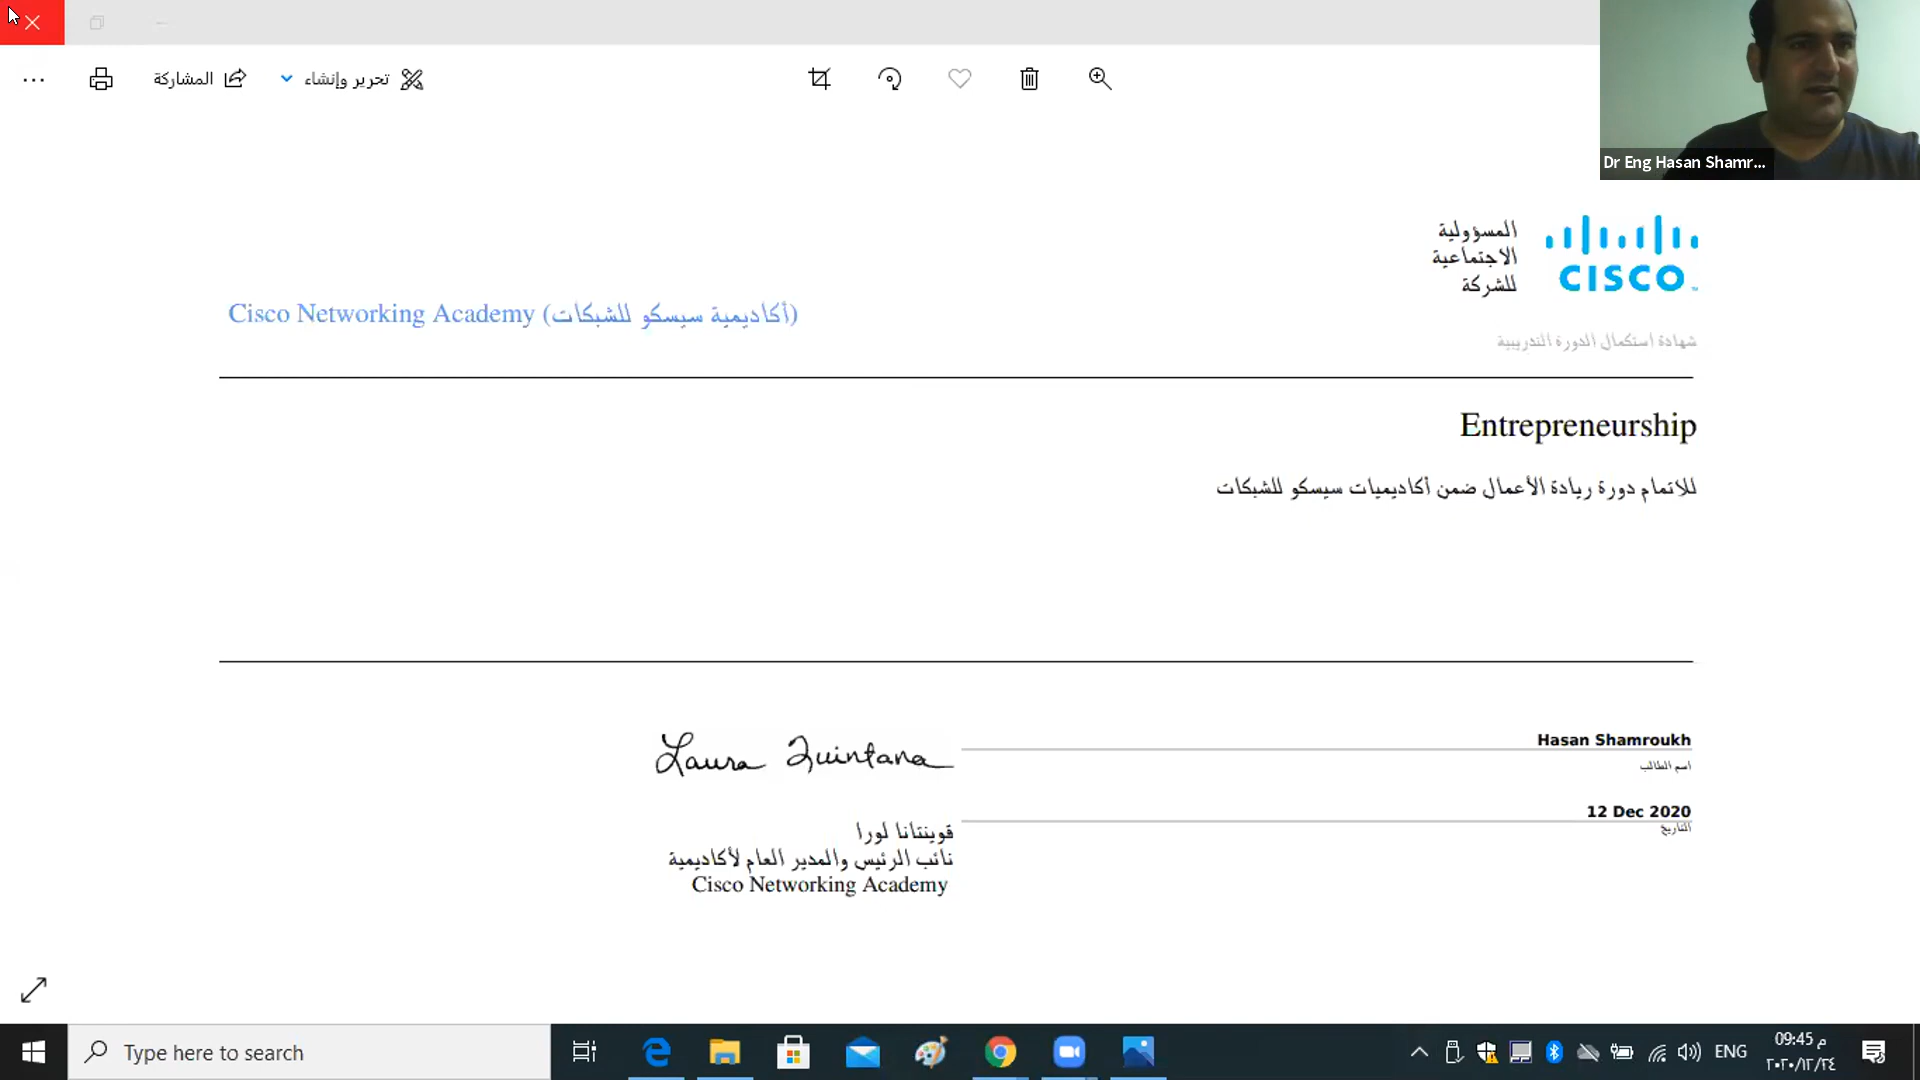 المشاركة
تحرير وإنشاء
Dr Eng Hasan Shamr...
المسؤولية
الاجتماعية
للشركة
CISCO
Cisco Networking Academy (أكاديمية سيسكو للشبكات)
شهادة استكمال الدورة التدريبية
Entrepreneurship
للاتمام دورة ريادة الأعمال ضمن أكاديميات سيسكو للشبكات
Laura Quintana
Hasan Shamroukh
اسم الطالب
12 Dec 2020
التاريخ
قوينتانا لورا
نائب الرئيس والمدير العام لأكاديمية
Cisco Networking Academy
Type here to search
ENG
09:45 م
٢٠٢٠/١٢/٢٤